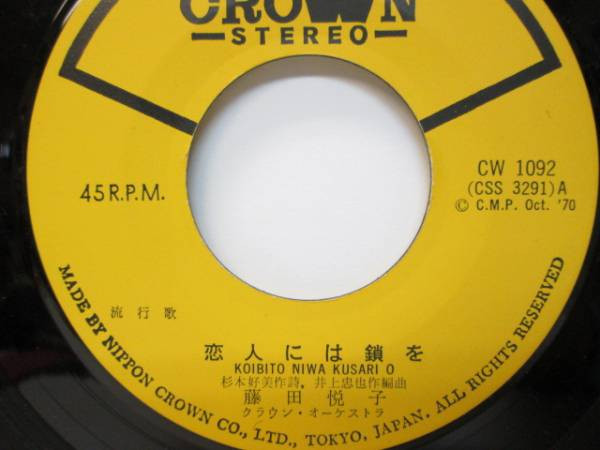 CROWN
—STEREO—
45 R.P.M.
CW 1092
(CSS 3291) A
© C.M.P. Oct. '70
流行歌
恋人には鎖を
KOIBITO NIWA KUSARI O
杉本好美作詩, 井上忠也作編曲
藤田悦子
クラウン・オーケストラ
MADE BY NIPPON CROWN CO., LTD., TOKYO, JAPAN. ALL RIGHTS RESERVED